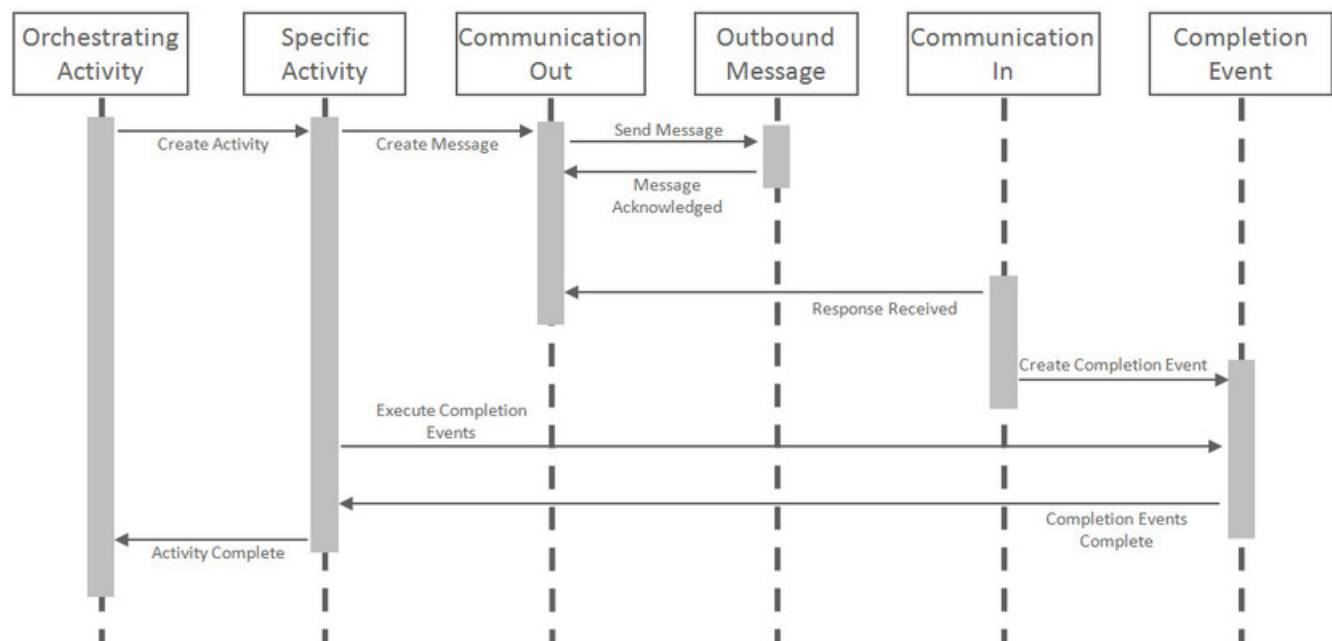 Orchestrating
Activity
Specific
Activity
Communication
Out
Outbound
Message
Communication
In
Completion
Event
Create Activity
Create Message
Send Message
Message
Acknowledged
Response Received
Create Completion Event
Execute Completion
Events
Completion Events
Complete
Activity Complete